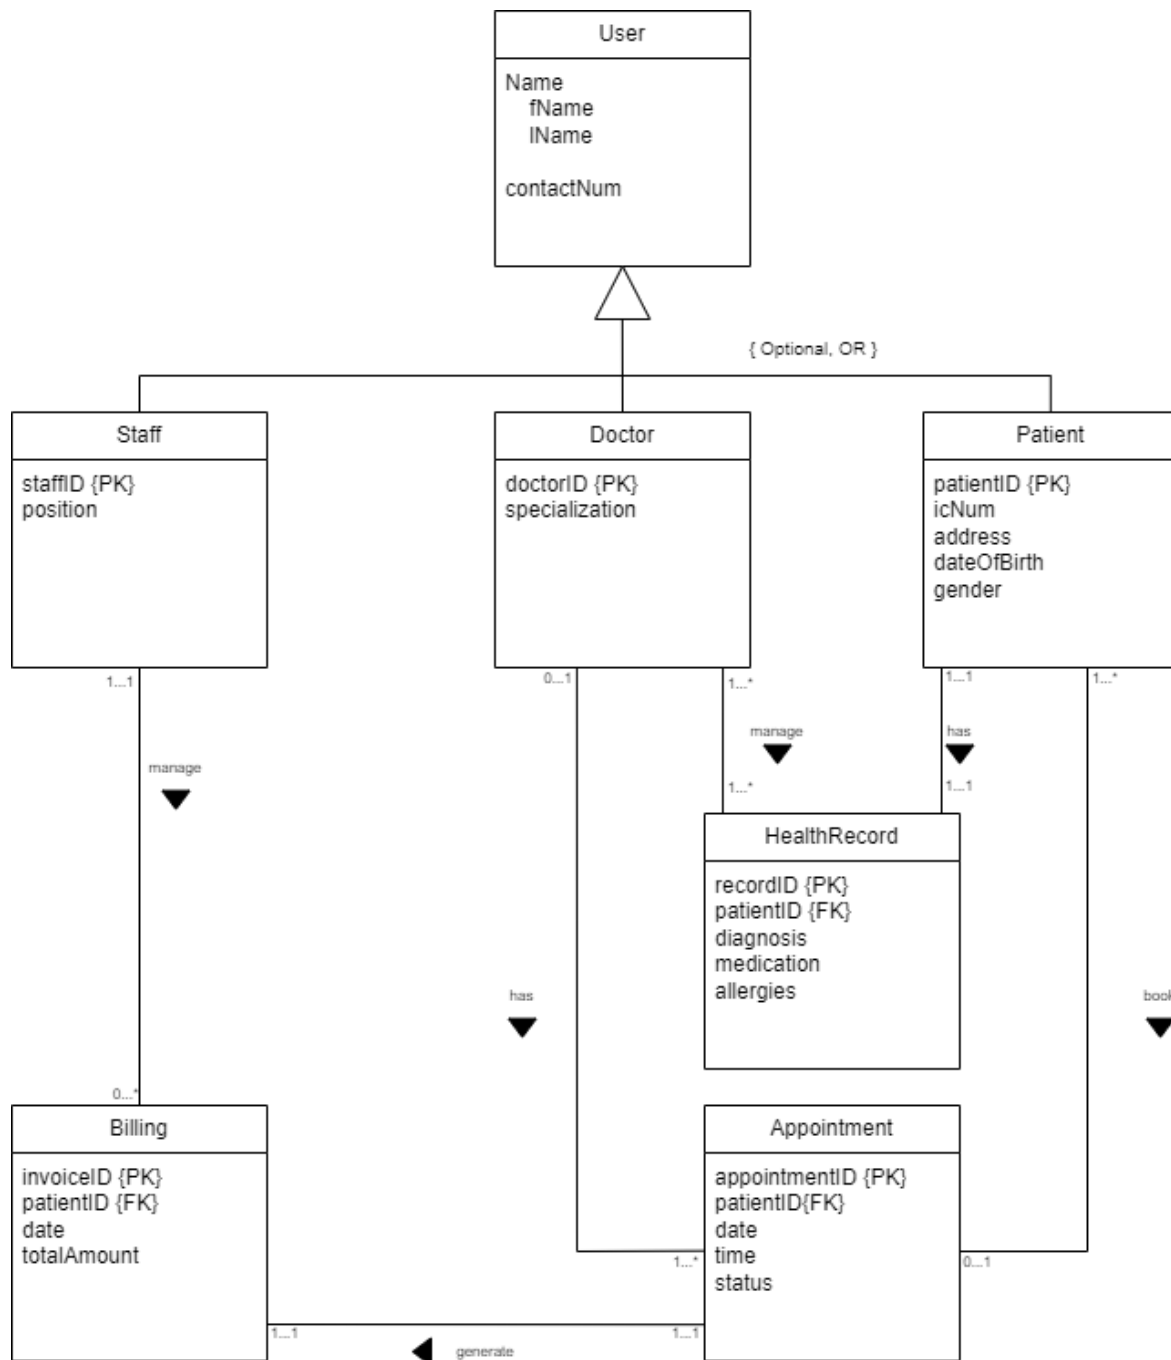 User
Name
fName
lName
contactNum
{ Optional, OR }
Staff
staffID {PK}
position
Doctor
doctorID {PK}
specialization
Patient
patientID {PK}
icNum
address
dateOfBirth
gender
1...1
0...1
1...*
1...1
1...*
manage
manage
has
1...*
1...1
HealthRecord
recordID {PK}
patientID {FK}
diagnosis
medication
allergies
has
book
0...*
Billing
invoiceID {PK}
patientID {FK}
date
totalAmount
Appointment
appointmentID {PK}
patientID{FK}
date
time
status
1...*
0...1
1...1
1...1
generate